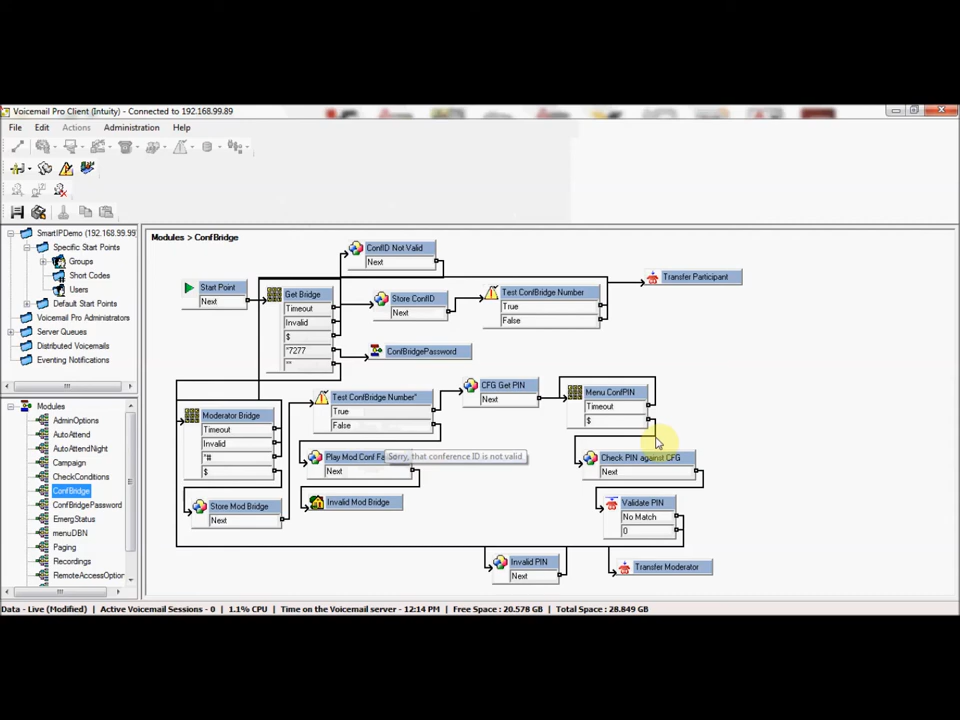 Voicemail Pro Client (Intuity) - Connected to 192.168.99.89
File Edit Actions Administration Help
SmartIPDemo (192.168.99.99
Specific Start Points
Groups
Short Codes
Users
Default Start Points
Voicemail Pro Administrators
Server Queues
Distributed Voicemails
Eventing Notifications
Modules
AdminOptions
AutoAttend
AutoAttendNight
Campaign
CheckConditions
ConfBridge
ConfBridgePassword
EmergStatus
menuDBN
Paging
Recordings
RemoteAccessOption
Modules > ConfBridge
ConfID Not Valid
Next
Start Point
Next
Get Bridge
Timeout
Invalid
$
*7277
"*"
Store ConfID
Next
Test ConfBridge Number
True
False
Transfer Participant
ConfBridgePassword
Moderator Bridge
Timeout
Invalid
*#
$
Test ConfBridge Number*
True
False
CFG Get PIN
Next
Menu ConfPIN
Timeout
$
Play Mod Conf Fa
Next
Sorry, that conference ID is not valid
Check PIN against CFG
Next
Store Mod Bridge
Next
Invalid Mod Bridge
Validate PIN
No Match
0
Invalid PIN
Next
Transfer Moderator
Data - Live (Modified) Active Voicemail Sessions - 0 1.1% CPU Time on the Voicemail server - 12:14 PM Free Space : 20.578 GB Total Space : 28.849 GB